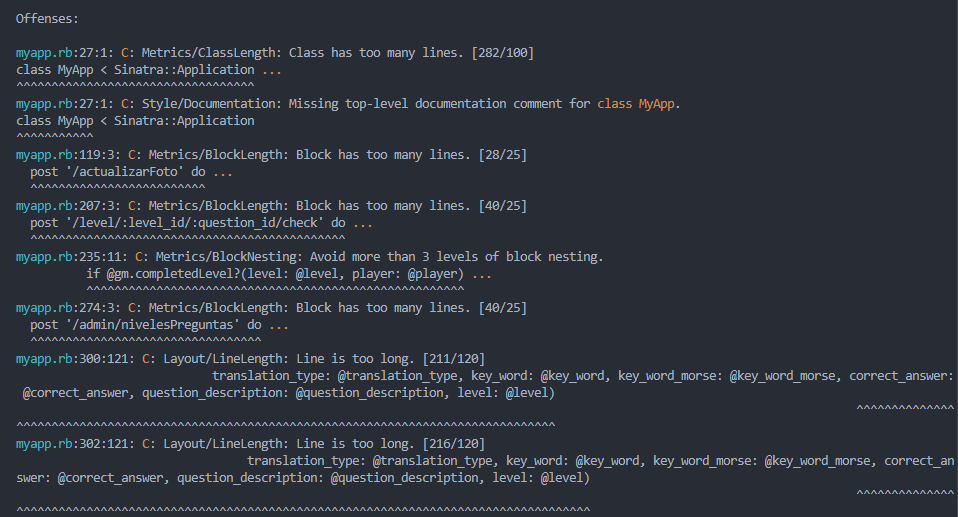 Offenses:
myapp.rb:27:1: C: Metrics/ClassLength: Class has too many lines. [282/100]
class MyApp < Sinatra::Application ...
^^^^^^^^^^^^^^^^^^^^^^^^^^^^^^^^^^
myapp.rb:27:1: C: Style/Documentation: Missing top-level documentation comment for class MyApp.
class MyApp < Sinatra::Application
^^^^^^^^^^^
myapp.rb:119:3: C: Metrics/BlockLength: Block has too many lines. [28/25]
  post '/actualizarFoto' do ...
  ^^^^^^^^^^^^^^^^^^^^^^^^^
myapp.rb:207:3: C: Metrics/BlockLength: Block has too many lines. [40/25]
  post '/level/:level_id/:question_id/check' do ...
  ^^^^^^^^^^^^^^^^^^^^^^^^^^^^^^^^^^^^^^^^^^^^^
myapp.rb:235:11: C: Metrics/BlockNesting: Avoid more than 3 levels of block nesting.
          if @gm.completedLevel?(level: @level, player: @player) ...
          ^^^^^^^^^^^^^^^^^^^^^^^^^^^^^^^^^^^^^^^^^^^^^^^^^^^^^^
myapp.rb:274:3: C: Metrics/BlockLength: Block has too many lines. [40/25]
  post '/admin/nivelesPreguntas' do ...
  ^^^^^^^^^^^^^^^^^^^^^^^^^^^^^^^^^
myapp.rb:300:121: C: Layout/LineLength: Line is too long. [211/120]
                            translation_type: @translation_type, key_word: @key_word, key_word_morse: @key_word_morse, correct_answer:
 @correct_answer, question_description: @question_description, level: @level)
                                                                                                                        ^^^^^^^^^^^^^^
^^^^^^^^^^^^^^^^^^^^^^^^^^^^^^^^^^^^^^^^^^^^^^^^^^^^^^^^^^^^^^^^^^^^^^^^^^^^^
myapp.rb:302:121: C: Layout/LineLength: Line is too long. [216/120]
                                 translation_type: @translation_type, key_word: @key_word, key_word_morse: @key_word_morse, correct_an
swer: @correct_answer, question_description: @question_description, level: @level)
                                                                                                                        ^^^^^^^^^^^^^^
^^^^^^^^^^^^^^^^^^^^^^^^^^^^^^^^^^^^^^^^^^^^^^^^^^^^^^^^^^^^^^^^^^^^^^^^^^^^^^^^^^